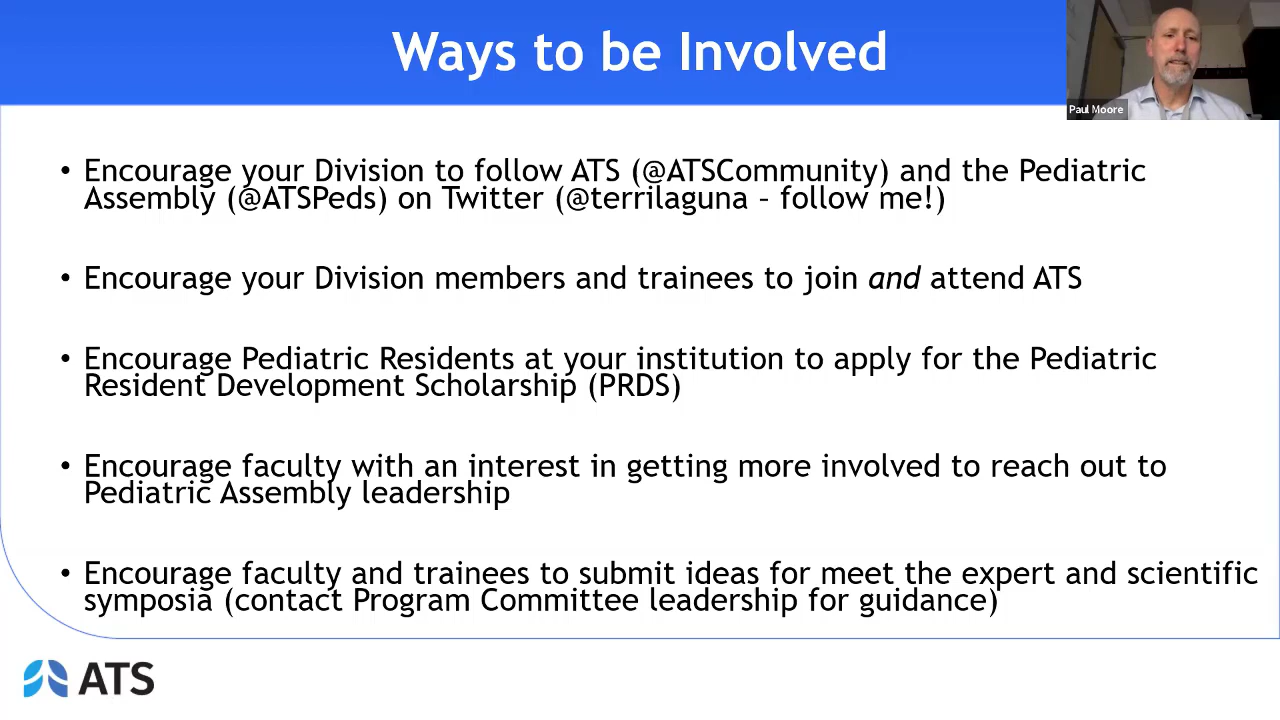 Ways to be Involved
Paul Moore
• Encourage your Division to follow ATS (@ATSCommunity) and the Pediatric
Assembly (@ATSPeds) on Twitter (@terrilaguna – follow me!)
• Encourage your Division members and trainees to join and attend ATS
• Encourage Pediatric Residents at your institution to apply for the Pediatric
Resident Development Scholarship (PRDS)
• Encourage faculty with an interest in getting more involved to reach out to
Pediatric Assembly leadership
• Encourage faculty and trainees to submit ideas for meet the expert and scientific
symposia (contact Program Committee leadership for guidance)
ATS